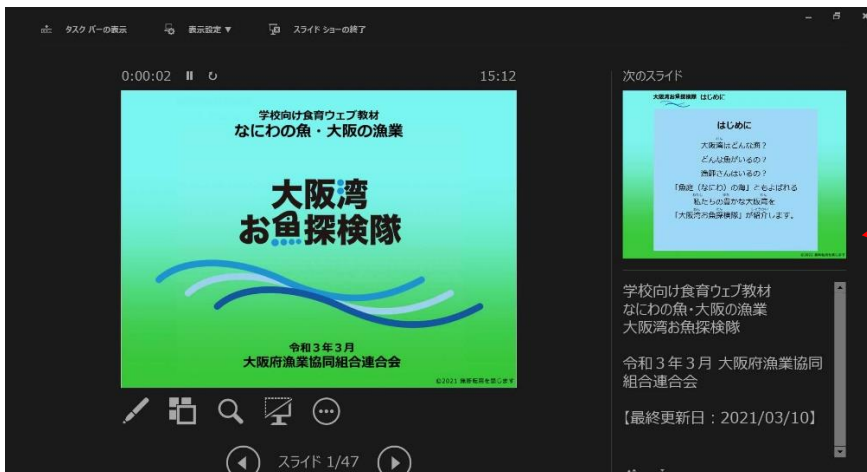 タスク バーの表示
表示設定 ▼
スライド ショーの終了
0:00:02
15:12
学校向け食育ウェブ教材
なにわの魚・大阪の漁業
大阪湾
お魚探検隊
令和3年3月
大阪府漁業協同組合連合会
©2021 無断転用を禁じます
スライド 1/47
次のスライド
大阪湾お魚探検隊 はじめに
はじめに
大阪湾はどんな海?
どんな魚がいるの?
漁師さんはいるの?
「魚庭(なにわ)の海」ともよばれる
私たちの豊かな大阪湾を
「大阪湾お魚探検隊」が紹介します。
学校向け食育ウェブ教材
なにわの魚・大阪の漁業
大阪湾お魚探検隊
令和3年3月 大阪府漁業協同
組合連合会
【最終更新日:2021/03/10】